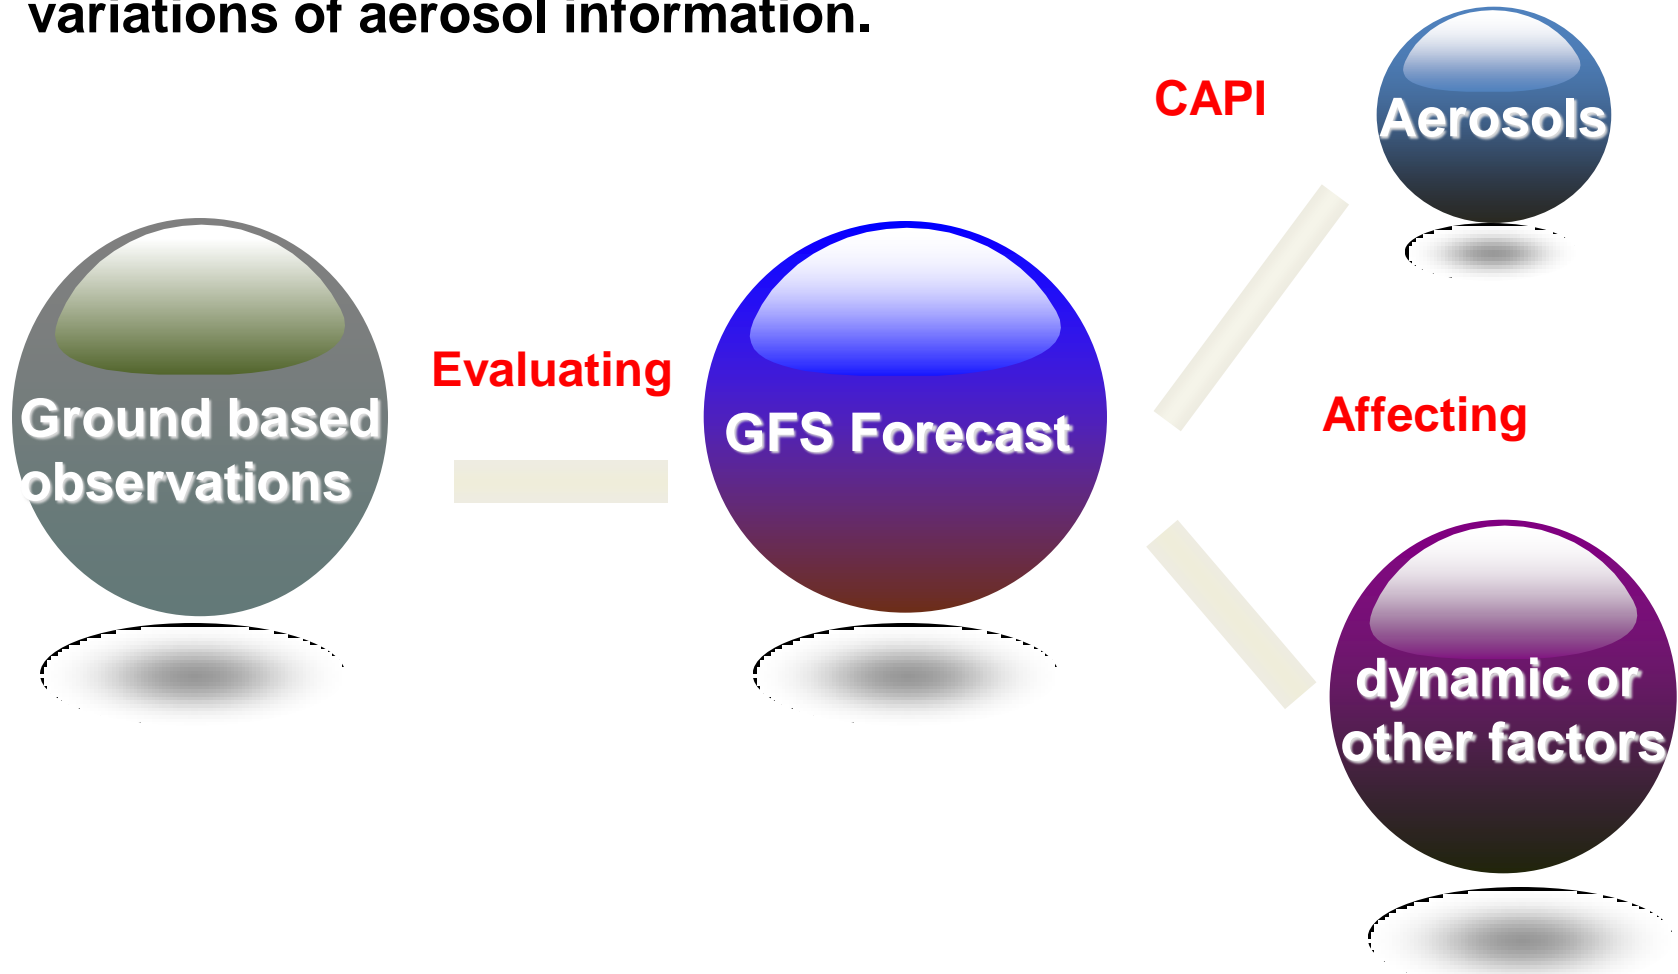 variations of aerosol information.
CAPI
Aerosols
Evaluating
Ground based
observations
GFS Forecast
Affecting
dynamic or
other factors